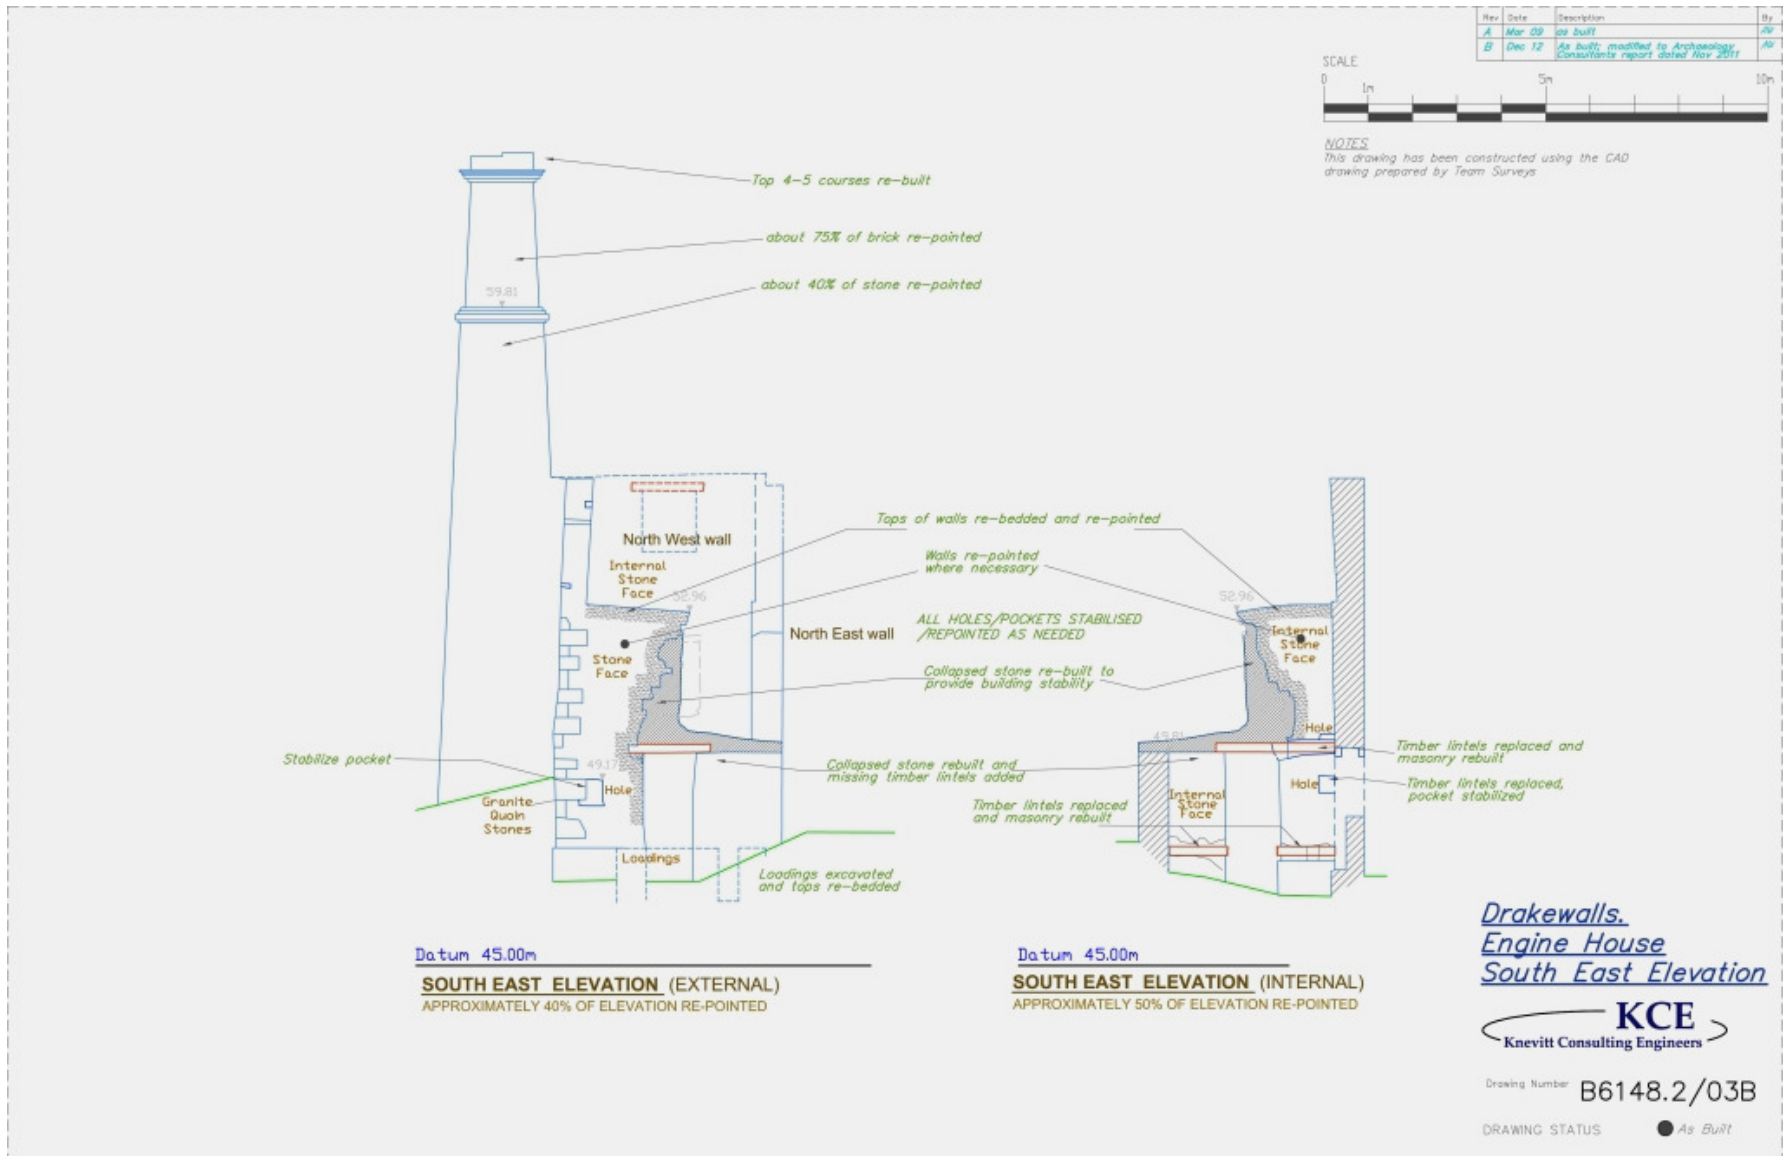 Rev Date Description By
A Mar 09 as built
B Dec 12 As built; modified to Archaeology
Consultants report dated Nov 2011
SCALE
0 1m 5m 10m
NOTES
This drawing has been constructed using the CAD
drawing prepared by Team Surveys
Top 4-5 courses re-built
about 75% of brick re-pointed
about 40% of stone re-pointed
59.81
North West wall
Internal
Stone
Face
52.96
Stone
Face
North East wall
Tops of walls re-bedded and re-pointed
Walls re-pointed
where necessary
ALL HOLES/POCKETS STABILISED
/REPOINTED AS NEEDED
Collapsed stone re-built to
provide building stability
Collapsed stone rebuilt and
missing timber lintels added
Timber lintels replaced
and masonry rebuilt
Stabilize pocket
49.17
Hole
Granite
Quoin
Stones
Loadings
Loadings excavated
and tops re-bedded
52.96
Internal
Stone
Face
Hole
49.81
Timber lintels replaced and
masonry rebuilt
Hole
Timber lintels replaced,
pocket stabilized
Internal
Stone
Face
Datum 45.00m
SOUTH EAST ELEVATION (EXTERNAL)
APPROXIMATELY 40% OF ELEVATION RE-POINTED
Datum 45.00m
SOUTH EAST ELEVATION (INTERNAL)
APPROXIMATELY 50% OF ELEVATION RE-POINTED
Drakewalls.
Engine House
South East Elevation
KCE
Knevitt Consulting Engineers
Drawing Number B6148.2/03B
DRAWING STATUS As Built